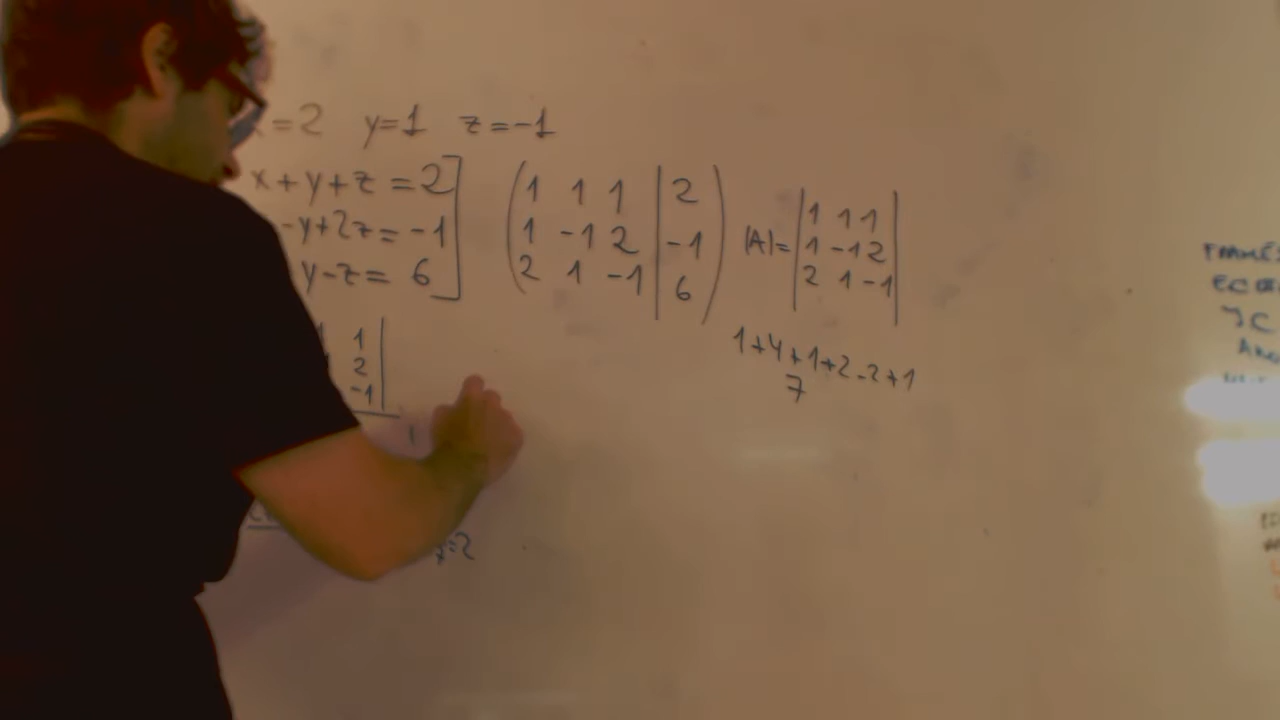 x=2 y=1 z=-1
x+y+z=2
-y+2z=-1
y-z=6
1 1 1 | 2
1 -1 2 | -1
2 1 -1 | 6
|A|=
1 1 1
1 -1 2
2 1 -1
1+4+1+2-2+1
7
1
2
-1